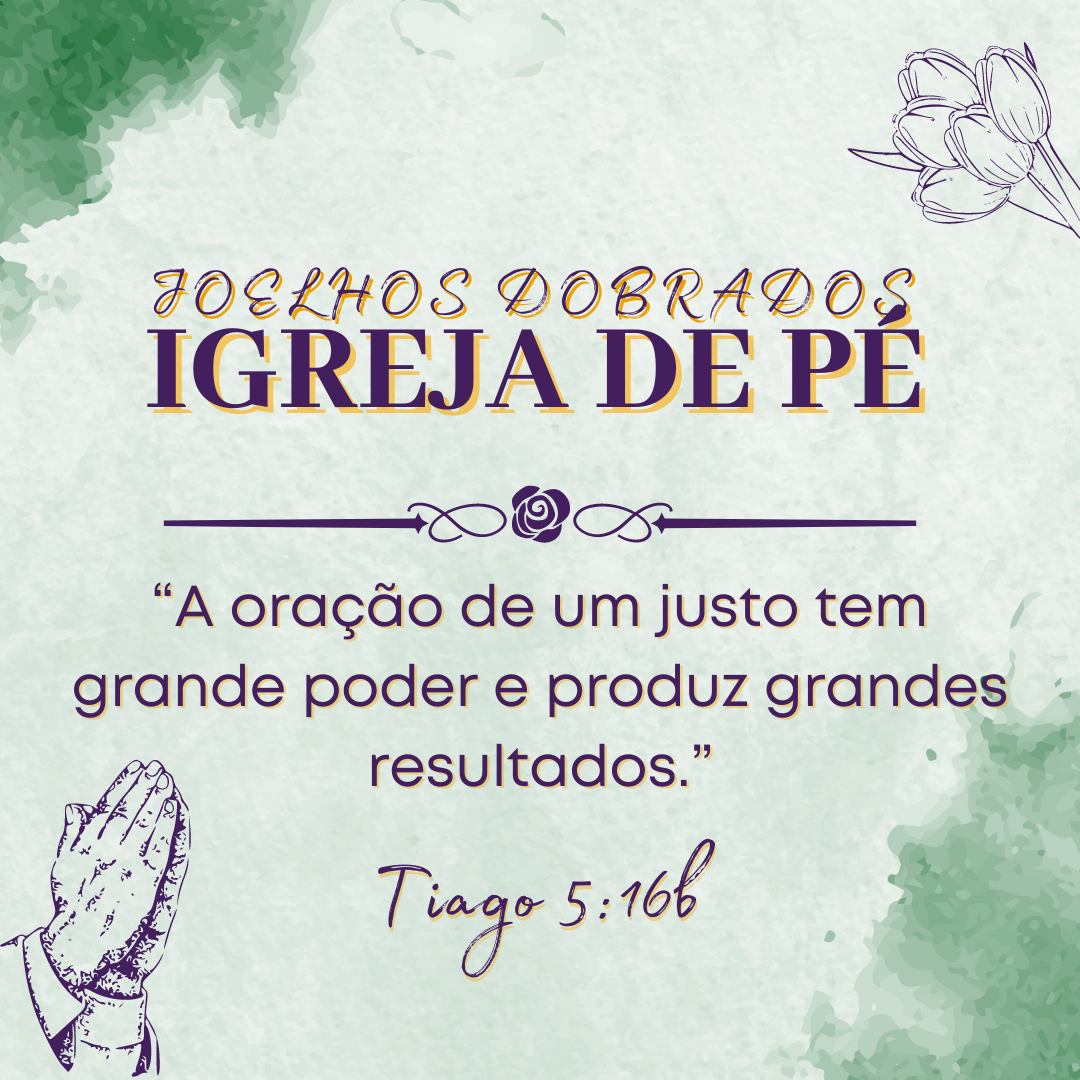 JOELHOS DOBRADOS
IGREJA DE PÉ
“A oração de um justo tem
grande poder e produz grandes
resultados.”
Tiago 5:16b